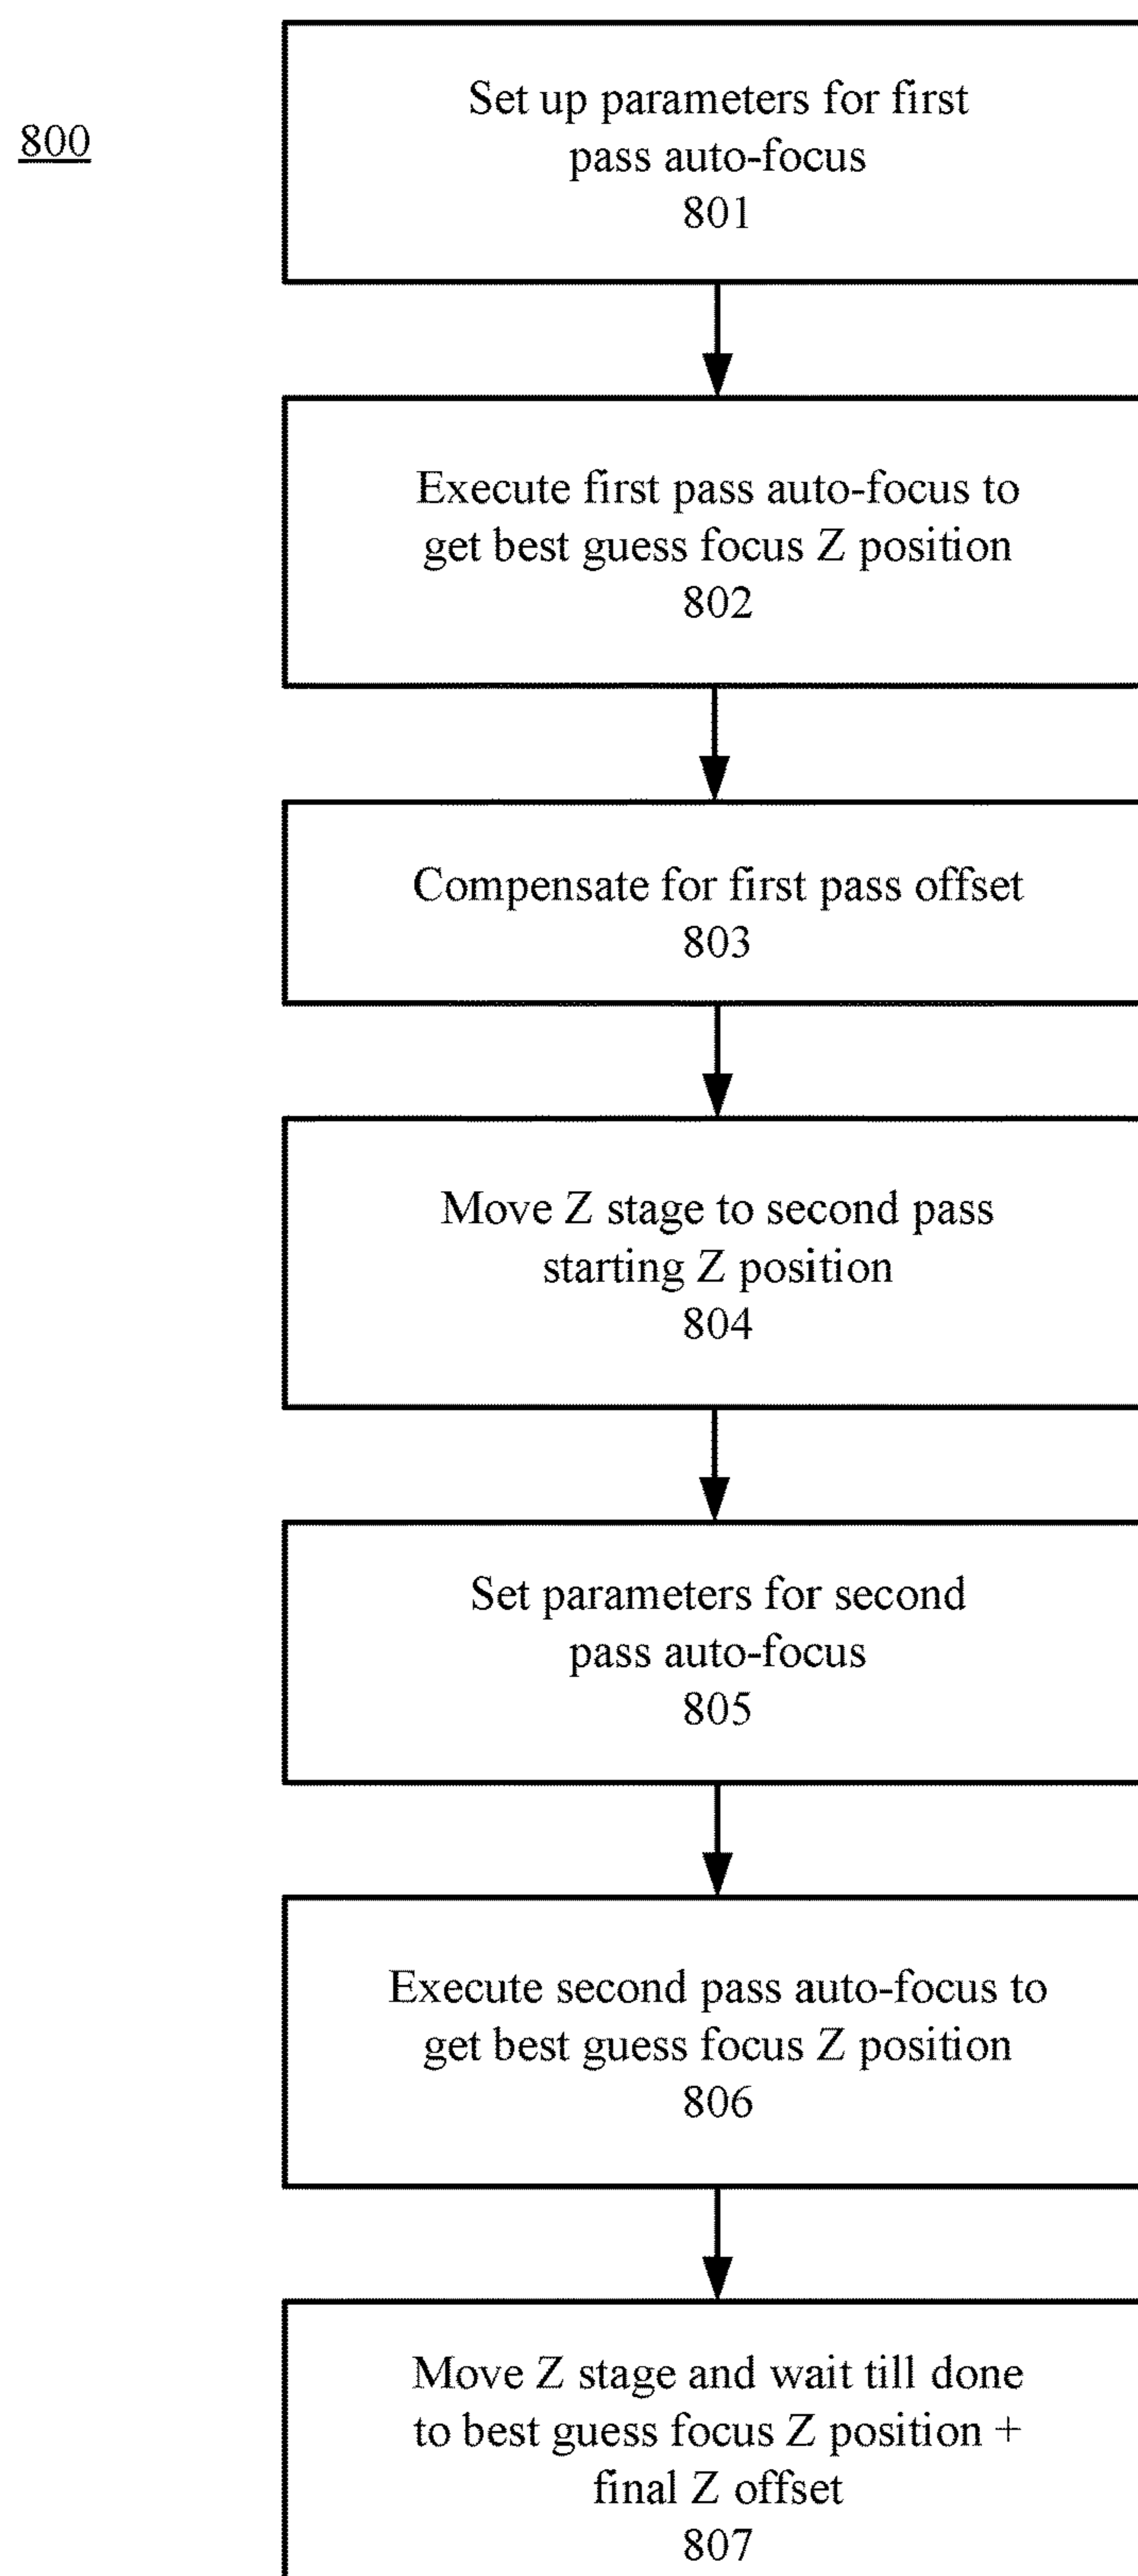 800
Set up parameters for first
pass auto-focus
801
Execute first pass auto-focus to
get best guess focus Z position
802
Compensate for first pass offset
803
Move Z stage to second pass
starting Z position
804
Set parameters for second
pass auto-focus
805
Execute second pass auto-focus to
get best guess focus Z position
806
Move Z stage and wait till done
to best guess focus Z position +
final Z offset
807